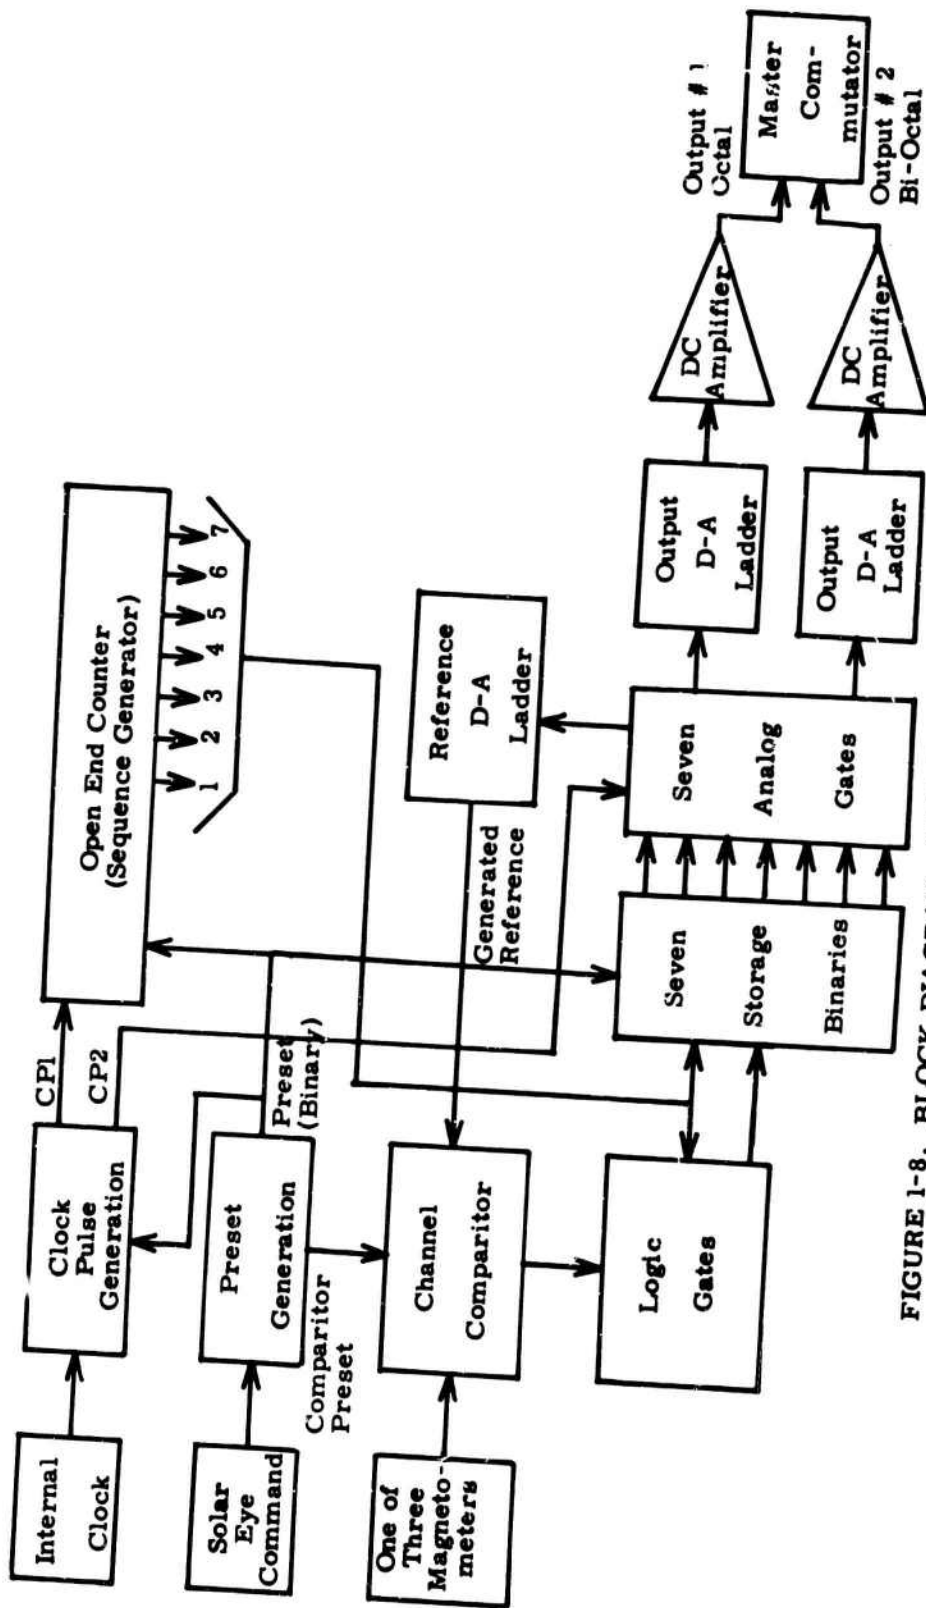 Internal
Clock
Clock
Pulse
Generation
CP1
CP2
Open End Counter
(Sequence Generator)
1 2 3 4 5 6 7
Solar
Eye
Command
Preset
Generation
Preset
(Binary)
Comparitor
Preset
One of
Three
Magneto-
meters
Channel
Comparitor
Generated
Reference
Reference
D-A
Ladder
Logic
Gates
Seven
Storage
Binaries
Seven
Analog
Gates
Output
D-A
Ladder
Output
D-A
Ladder
DC
Amplifier
DC
Amplifier
Output # 1
Octal
Output # 2
Bi-Octal
Master
Com-
mutator
FIGURE 1-8. BLOCK